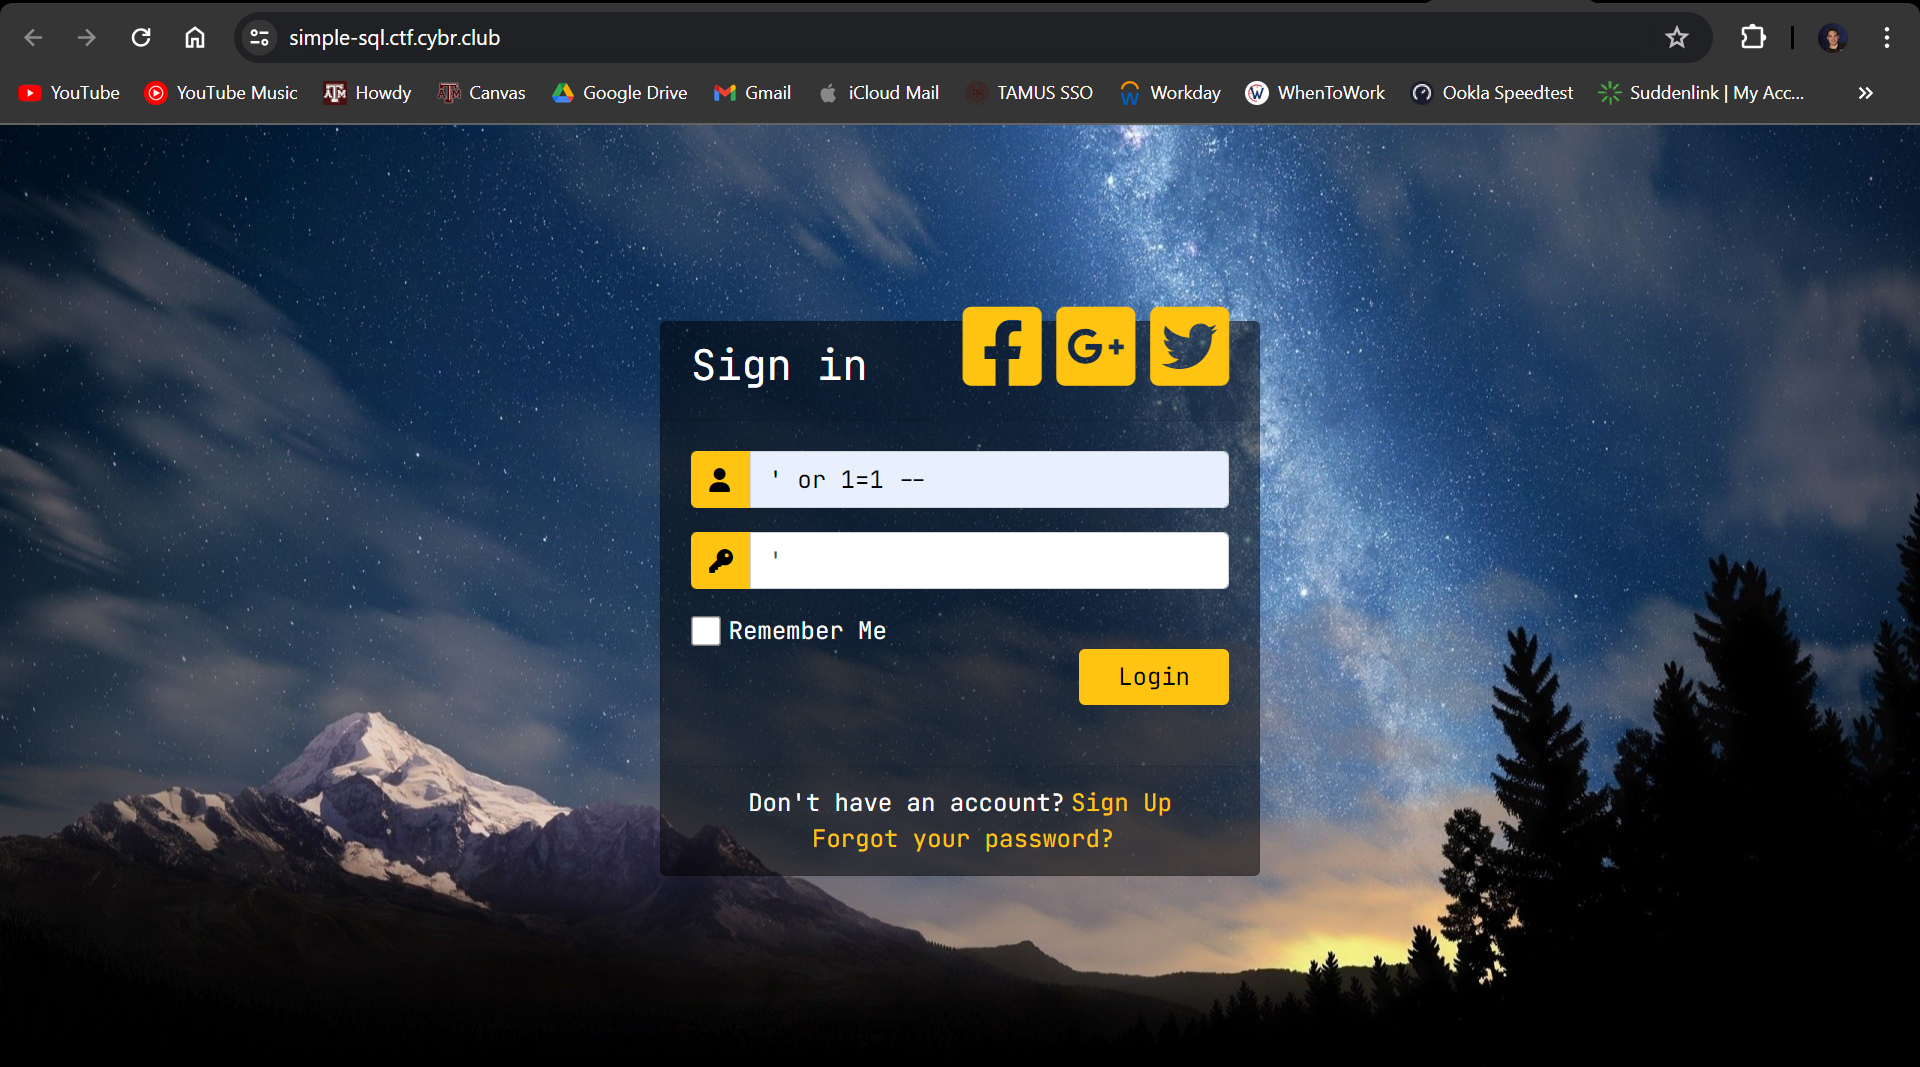 simple-sql.ctf.cybr.club
YouTube YouTube Music Howdy Canvas Google Drive Gmail iCloud Mail TAMUS SSO Workday WhenToWork Ookla Speedtest Suddenlink | My Acc...
Sign in
' or 1=1 --
'
Remember Me
Login
Don't have an account? Sign Up
Forgot your password?